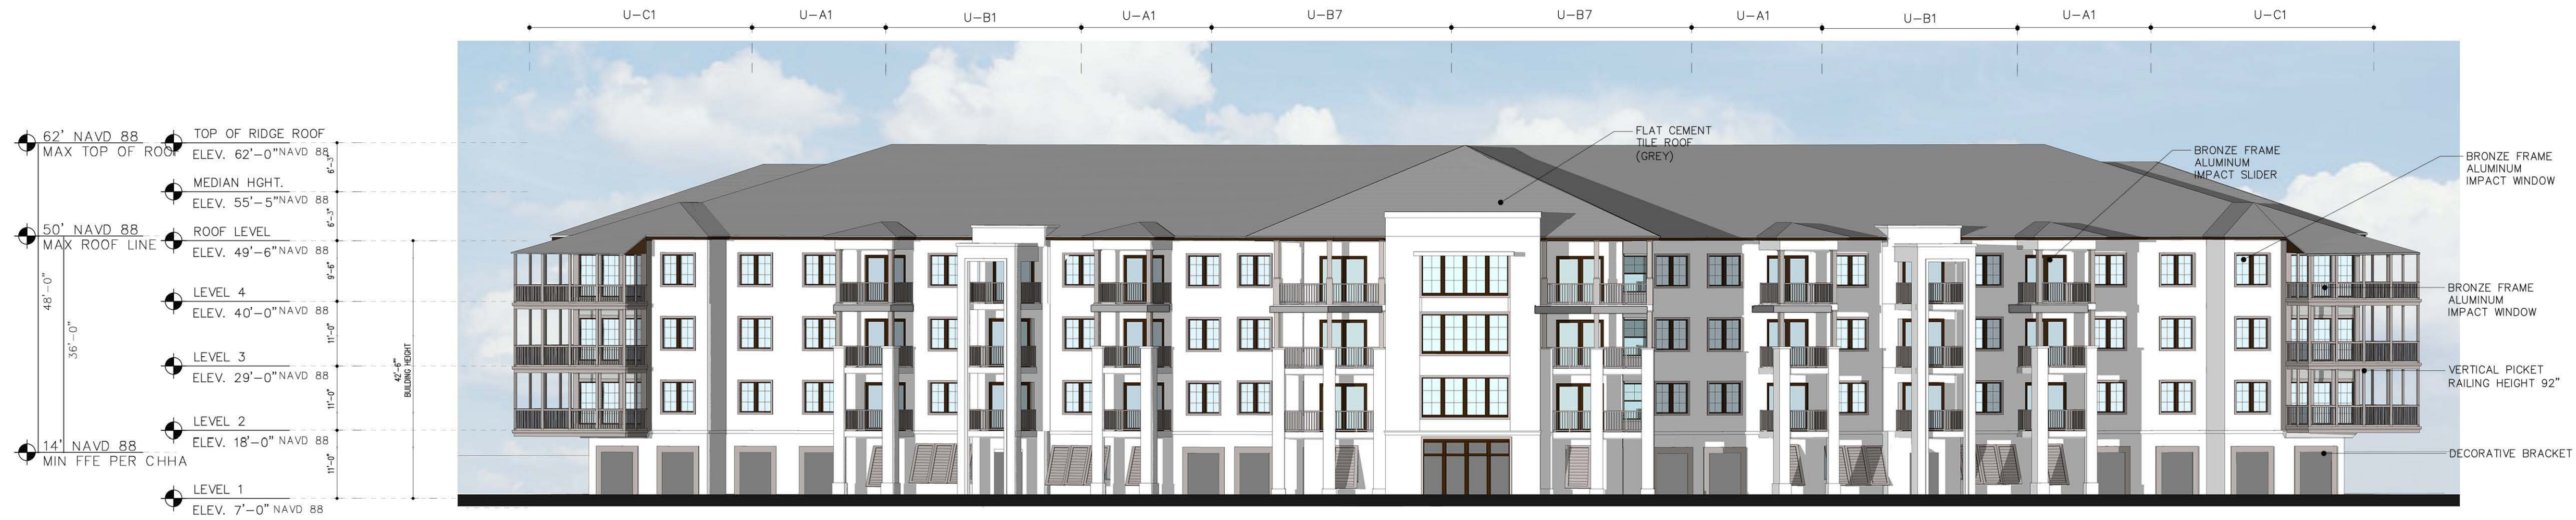 U-C1 U-A1 U-B1 U-A1 U-B7 U-B7 U-A1 U-B1 U-A1 U-C1
62' NAVD 88
MAX TOP OF ROOF
50' NAVD 88
MAX ROOF LINE
14' NAVD 88
MIN FFE PER CHHA
48'-0"
36'-0"
TOP OF RIDGE ROOF
ELEV. 62'-0" NAVD 88
MEDIAN HGHT.
ELEV. 55'-5" NAVD 88
ROOF LEVEL
ELEV. 49'-6" NAVD 88
LEVEL 4
ELEV. 40'-0" NAVD 88
LEVEL 3
ELEV. 29'-0" NAVD 88
LEVEL 2
ELEV. 18'-0" NAVD 88
LEVEL 1
ELEV. 7'-0" NAVD 88
6'-3"
6'-3"
9'-6"
11'-0"
11'-0"
11'-0"
42'-6"
BUILDING HEIGHT
FLAT CEMENT
TILE ROOF
(GREY)
BRONZE FRAME
ALUMINUM
IMPACT SLIDER
BRONZE FRAME
ALUMINUM
IMPACT WINDOW
BRONZE FRAME
ALUMINUM
IMPACT WINDOW
VERTICAL PICKET
RAILING HEIGHT 92"
DECORATIVE BRACKET